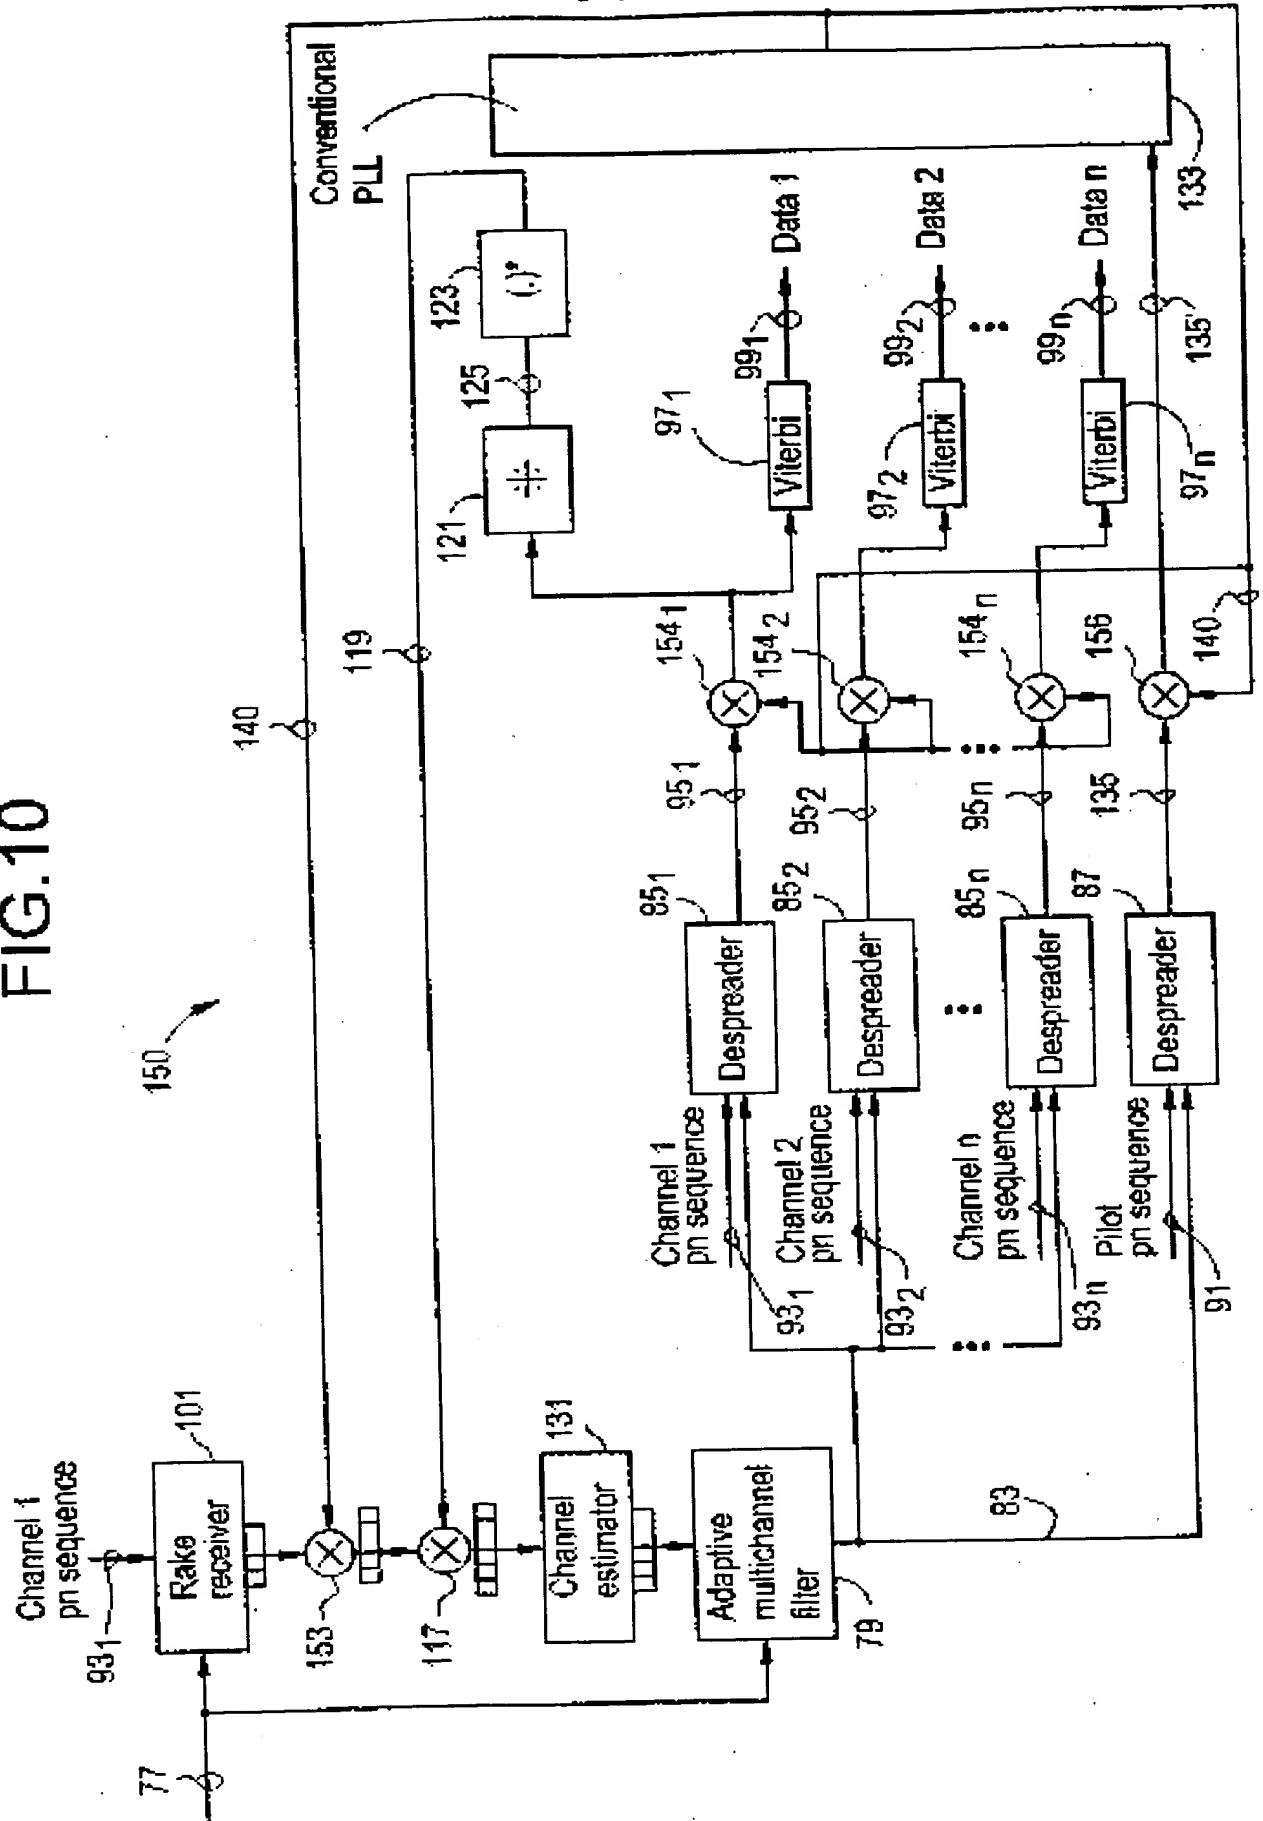 FIG.10
150
77
Channel 1
pn sequence
93₁
Rake
receiver
101
153
117
140
119
Channel
estimator
131
Adaptive
multichannel
filter
79
83
Channel 1
pn sequence
93₁
Channel 2
pn sequence
93₂
Channel n
pn sequence
93n
Pilot
pn sequence
91
Despreader
85₁
Despreader
85₂
Despreader
85n
Despreader
87
95₁
95₂
95n
135
154₁
154₂
154n
156
140
121
125
123
(.)*
Viterbi
97₁
Viterbi
97₂
Viterbi
97n
99₁
99₂
99n
135'
Data 1
Data 2
Data n
133
Conventional
PLL